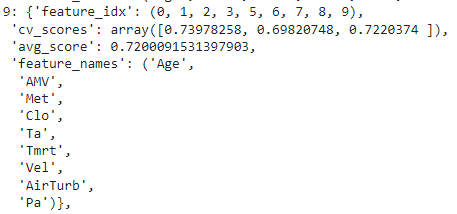 9: {'feature_idx': (0, 1, 2, 3, 5, 6, 7, 8, 9),
'cv_scores': array([0.73978258, 0.69820748, 0.7220374 ]),
'avg_score': 0.7200091531397903,
'feature_names': ('Age',
'AMV',
'Met',
'Clo',
'Ta',
'Tmrt',
'Vel',
'AirTurb',
'Pa')},